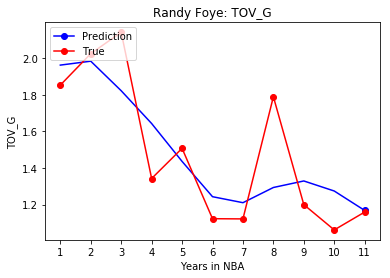 Randy Foye: TOV_G
Prediction
True
TOV_G
2.0
1.8
1.6
1.4
1.2
1 2 3 4 5 6 7 8 9 10 11
Years in NBA